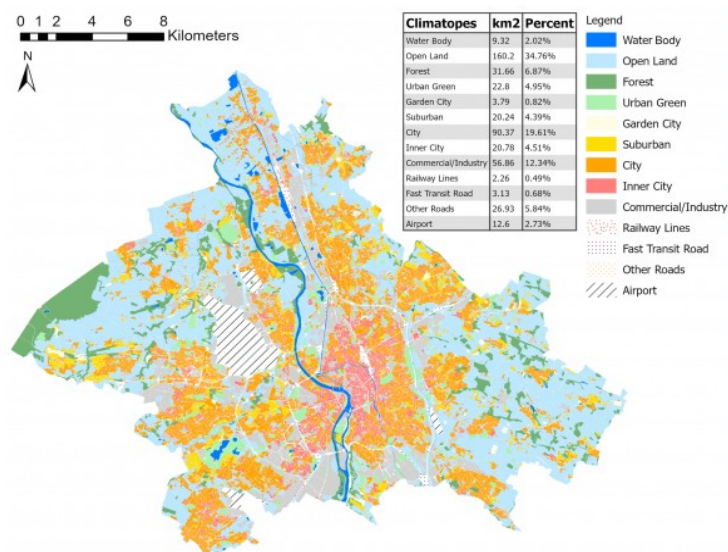 0 1 2 4 6 8
Kilometers
N
Climatopes km2 Percent
Water Body 9.32 2.02%
Open Land 160.2 34.76%
Forest 31.66 6.87%
Urban Green 22.8 4.95%
Garden City 3.79 0.82%
Suburban 20.24 4.39%
City 90.37 19.61%
Inner City 20.78 4.51%
Commercial/Industry 56.86 12.34%
Railway Lines 2.26 0.49%
Fast Transit Road 3.13 0.68%
Other Roads 26.93 5.84%
Airport 12.6 2.73%
Legend
Water Body
Open Land
Forest
Urban Green
Garden City
Suburban
City
Inner City
Commercial/Industry
Railway Lines
Fast Transit Road
Other Roads
Airport